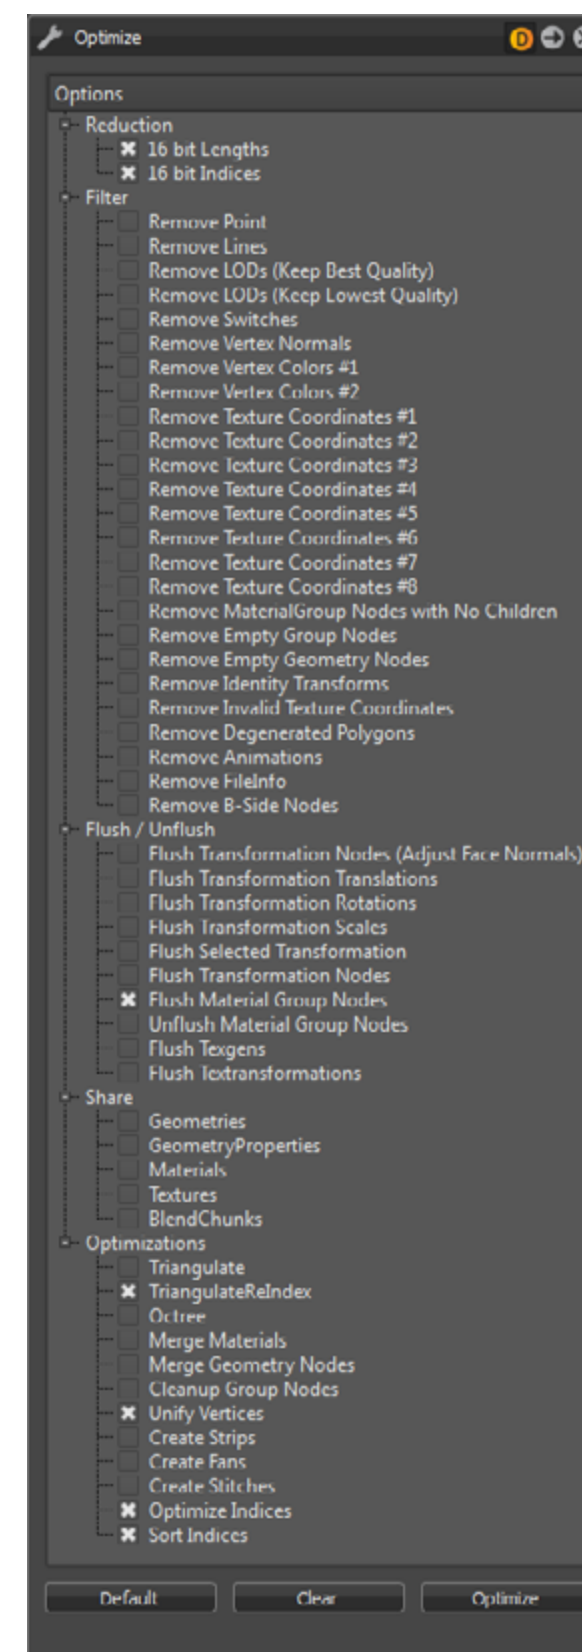 Optimize
D
Options
Reduction
16 bit Lengths
16 bit Indices
Filter
Remove Point
Remove Lines
Remove LODs (Keep Best Quality)
Remove LODs (Keep Lowest Quality)
Remove Switches
Remove Vertex Normals
Remove Vertex Colors #1
Remove Vertex Colors #2
Remove Texture Coordinates #1
Remove Texture Coordinates #2
Remove Texture Coordinates #3
Remove Texture Coordinates #4
Remove Texture Coordinates #5
Remove Texture Coordinates #6
Remove Texture Coordinates #7
Remove Texture Coordinates #8
Remove MaterialGroup Nodes with No Children
Remove Empty Group Nodes
Remove Empty Geometry Nodes
Remove Identity Transforms
Remove Invalid Texture Coordinates
Remove Degenerated Polygons
Remove Animations
Remove FileInfo
Remove B-Side Nodes
Flush / Unflush
Flush Transformation Nodes (Adjust Face Normals)
Flush Transformation Translations
Flush Transformation Rotations
Flush Transformation Scales
Flush Selected Transformation
Flush Transformation Nodes
Flush Material Group Nodes
Unflush Material Group Nodes
Flush Texgens
Flush Textransformations
Share
Geometries
GeometryProperties
Materials
Textures
BlendChunks
Optimizations
Triangulate
TriangulateReIndex
Octree
Merge Materials
Merge Geometry Nodes
Cleanup Group Nodes
Unify Vertices
Create Strips
Create Fans
Create Stitches
Optimize Indices
Sort Indices
Default Clear Optimize